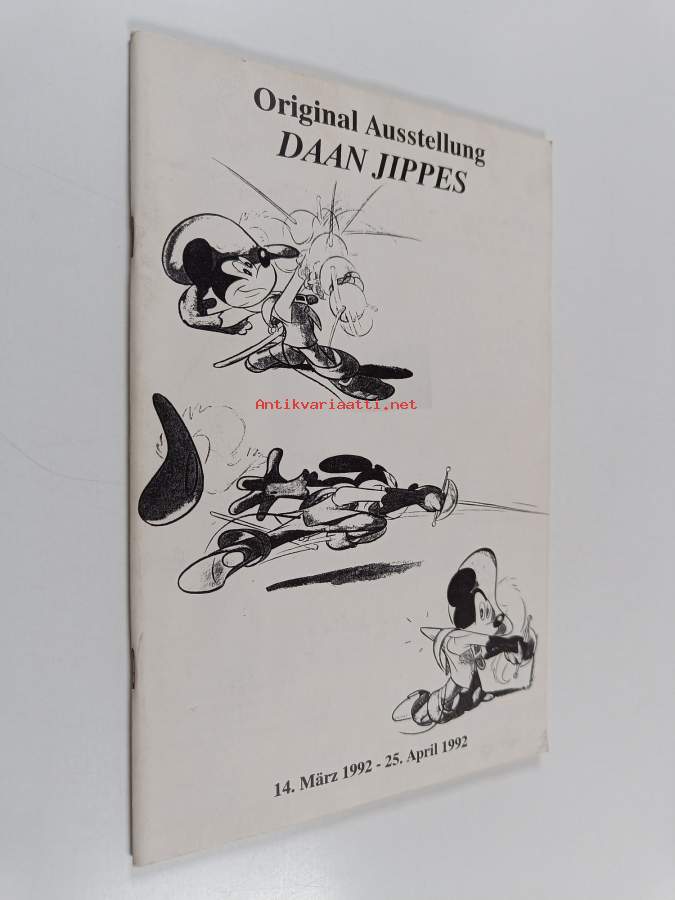 Original Ausstellung
DAAN JIPPES
Antikvariaatti.net
14. März 1992 - 25. April 1992